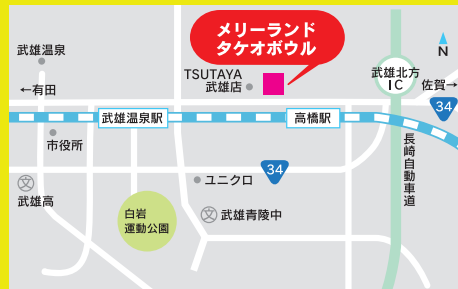 メリーランド
タケオボウル
武雄温泉
TSUTAYA
武雄店
武雄北方
IC
N
←有田
佐賀→
34
武雄温泉駅
高橋駅
市役所
長崎自動車道
34
文
武雄高
ユニクロ
白岩
運動公園
文
武雄青陵中